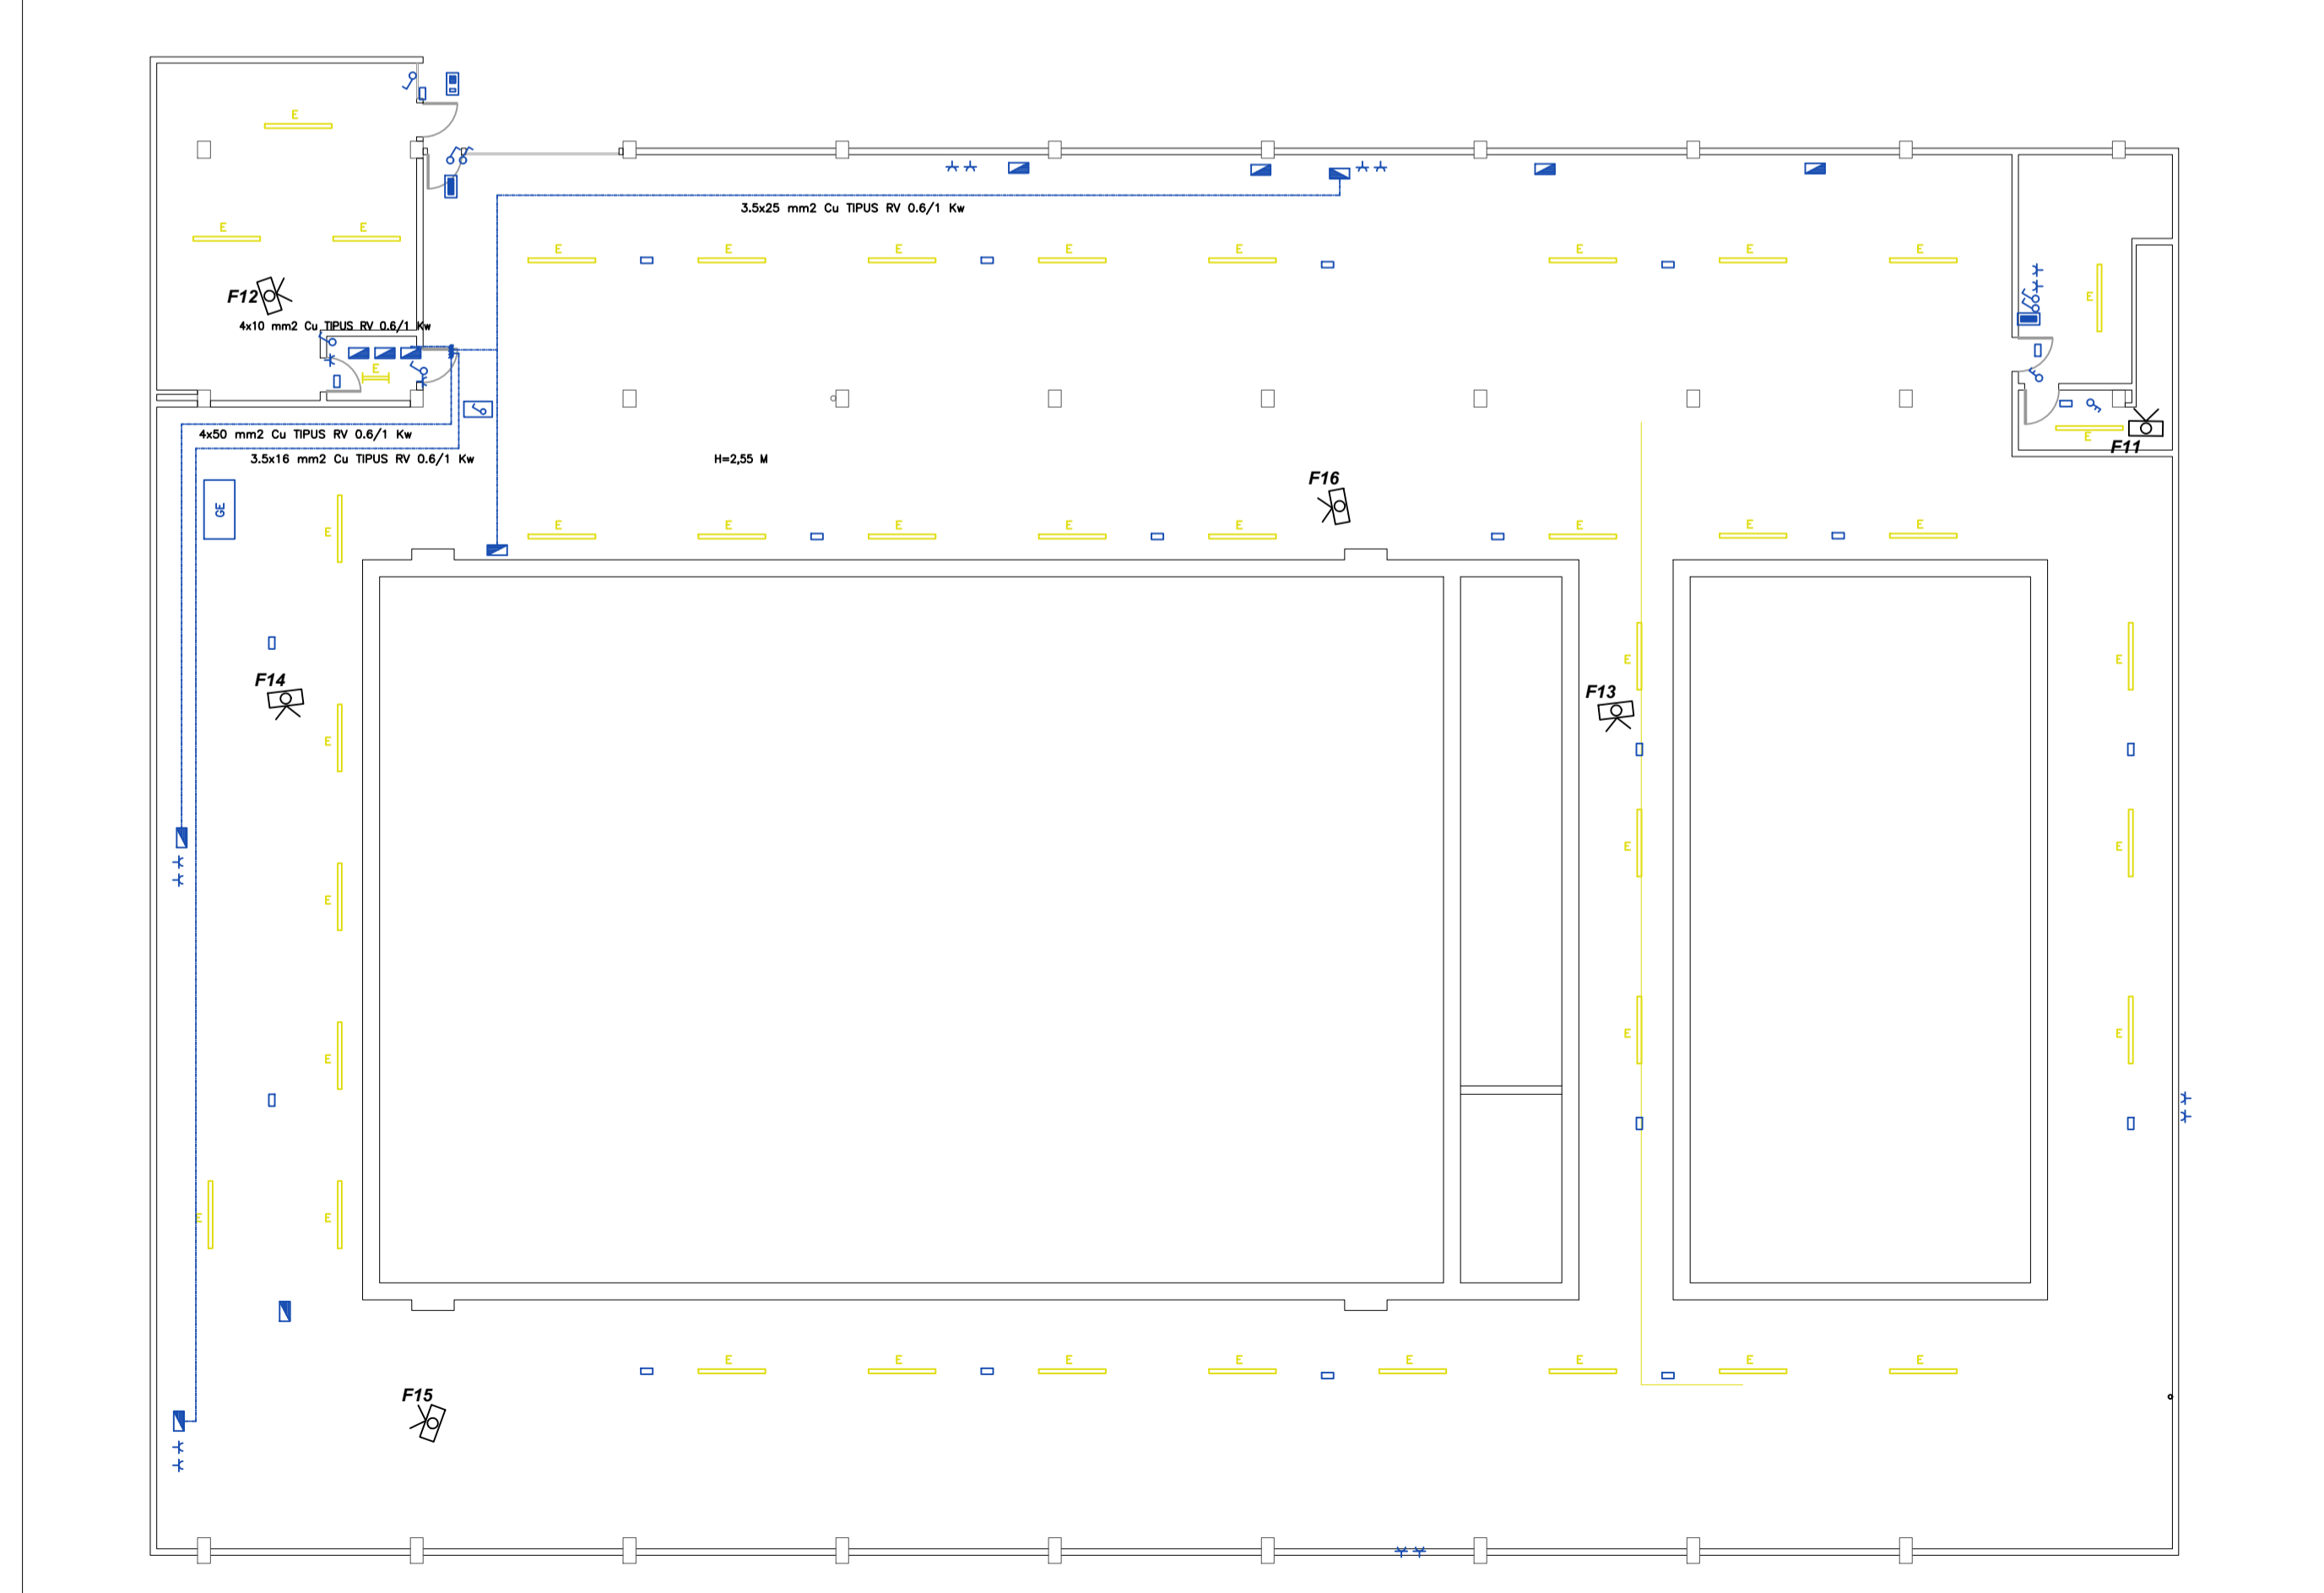 E
E E
3.5x25 mm2 Cu TIPUS RV 0.6/1 Kw
E E E E E E E E
F12
E
4x10 mm2 Cu TIPUS RV 0.6/1 Kw
E
4x50 mm2 Cu TIPUS RV 0.6/1 Kw
E
F11
3.5x16 mm2 Cu TIPUS RV 0.6/1 Kw
H=2,55 M
F16
GE
E E E E E E E E
E
E E
F14
F13
E
E E
E
E E
E
E E
E E E E E E E E
F15